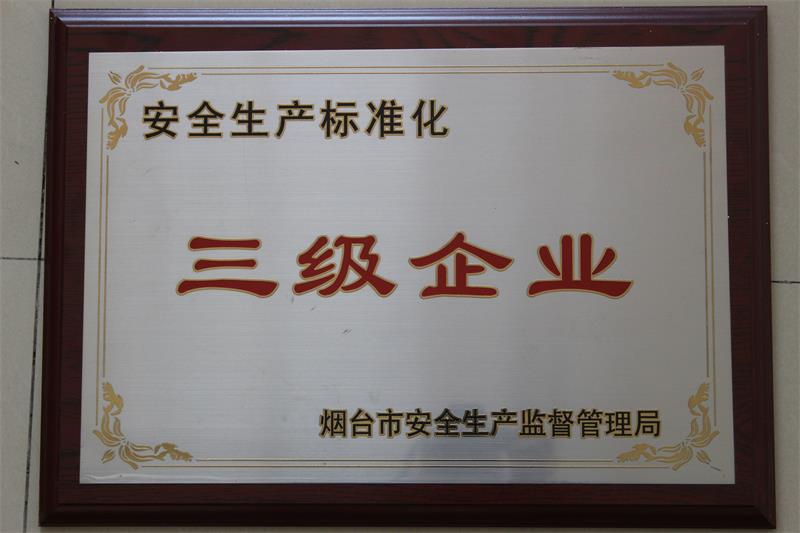 安全生产标准化
三级企业
烟台市安全生产监督管理局